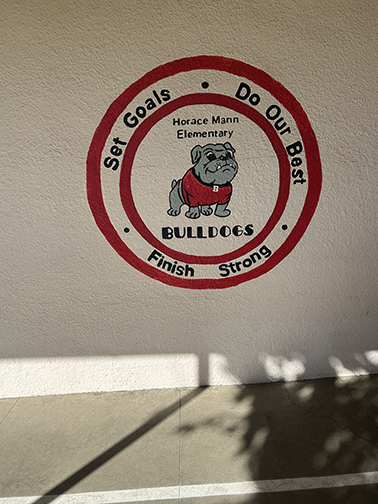 Set Goals • Do Our Best
Horace Mann
Elementary
B
BULLDOGS
• Finish Strong •